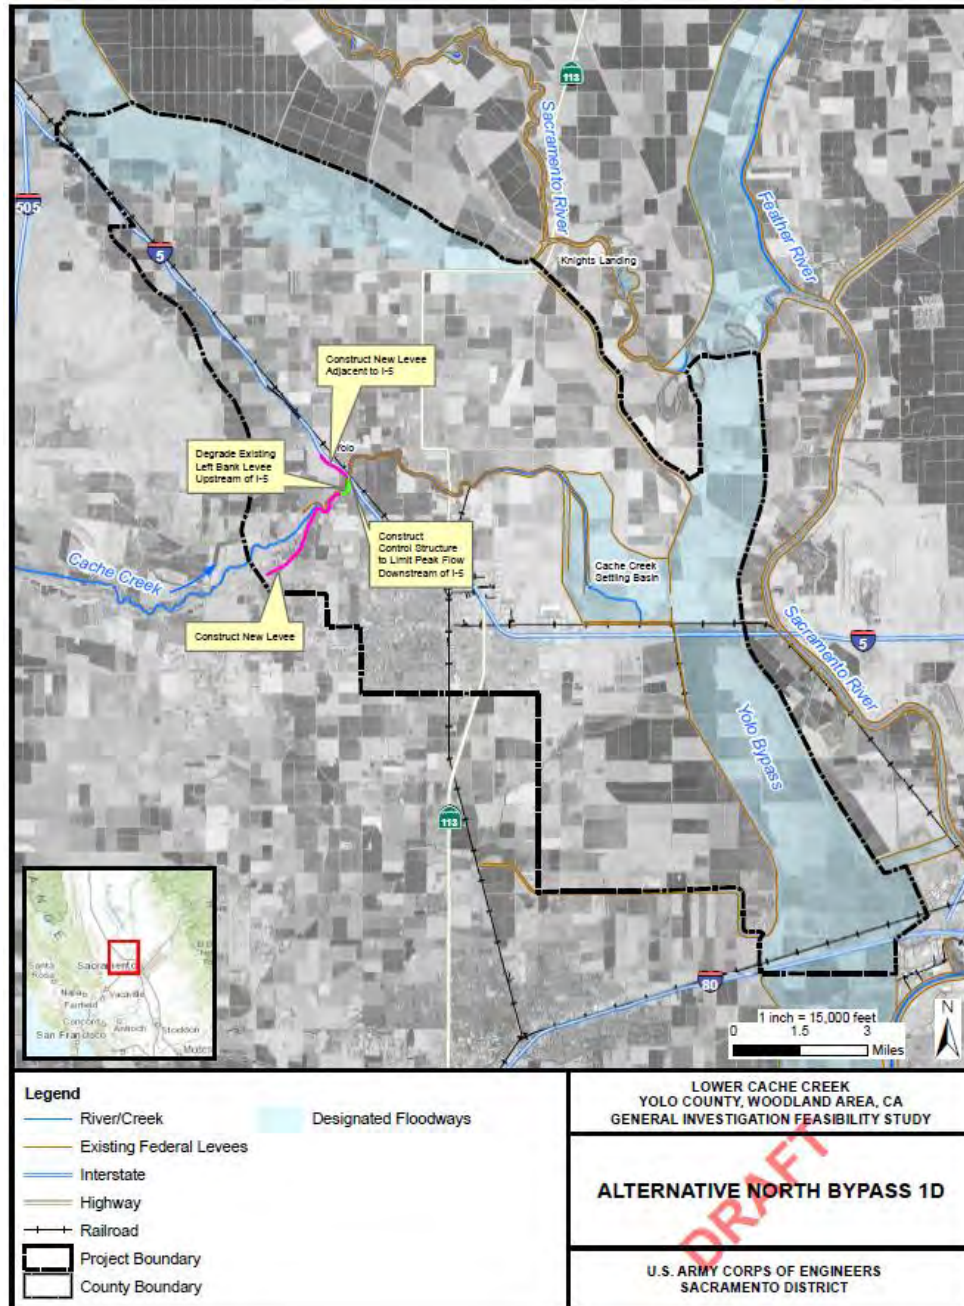 113
Sacramento River
Feather River
505
5
Knights Landing
Construct New Levee
Adjacent to I-5
Yolo
Degrade Existing
Left Bank Levee
Upstream of I-5
Construct
Control Structure
to Limit Peak Flow
Downstream of I-5
Cache Creek
Cache Creek
Settling Basin
Construct New Levee
5
Sacramento River
Yolo Bypass
113
80
Santa
Rosa
Sacramento
Napa
Vacaville
Fairfield
Concord
Antioch
Stockton
San Francisco
N
1 inch = 15,000 feet
0 1.5 3
Miles
Legend
River/Creek
Designated Floodways
Existing Federal Levees
Interstate
Highway
Railroad
Project Boundary
County Boundary
LOWER CACHE CREEK
YOLO COUNTY, WOODLAND AREA, CA
GENERAL INVESTIGATION FEASIBILITY STUDY
DRAFT
ALTERNATIVE NORTH BYPASS 1D
U.S. ARMY CORPS OF ENGINEERS
SACRAMENTO DISTRICT